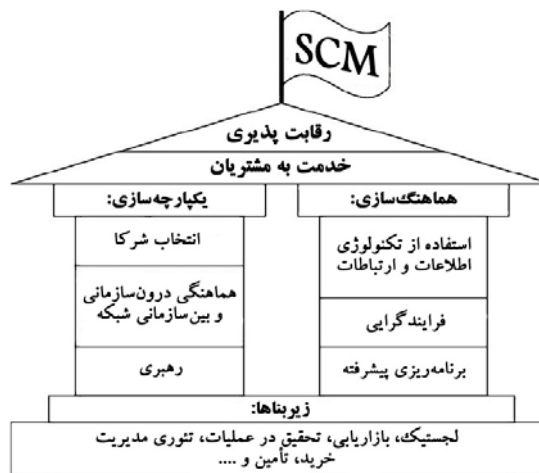 SCM
رقابت پذیری
خدمت به مشتریان
هماهنگ‌سازی:
استفاده از تکنولوژی
اطلاعات و ارتباطات
فرایندگرایی
برنامه‌ریزی پیشرفته
یکپارچه‌سازی:
انتخاب شرکا
هماهنگی درون‌سازمانی
و بین‌سازمانی شبکه
رهبری
زیربناها:
لجستیک، بازاریابی، تحقیق در عملیات، تئوری مدیریت
خرید، تأمین و ....